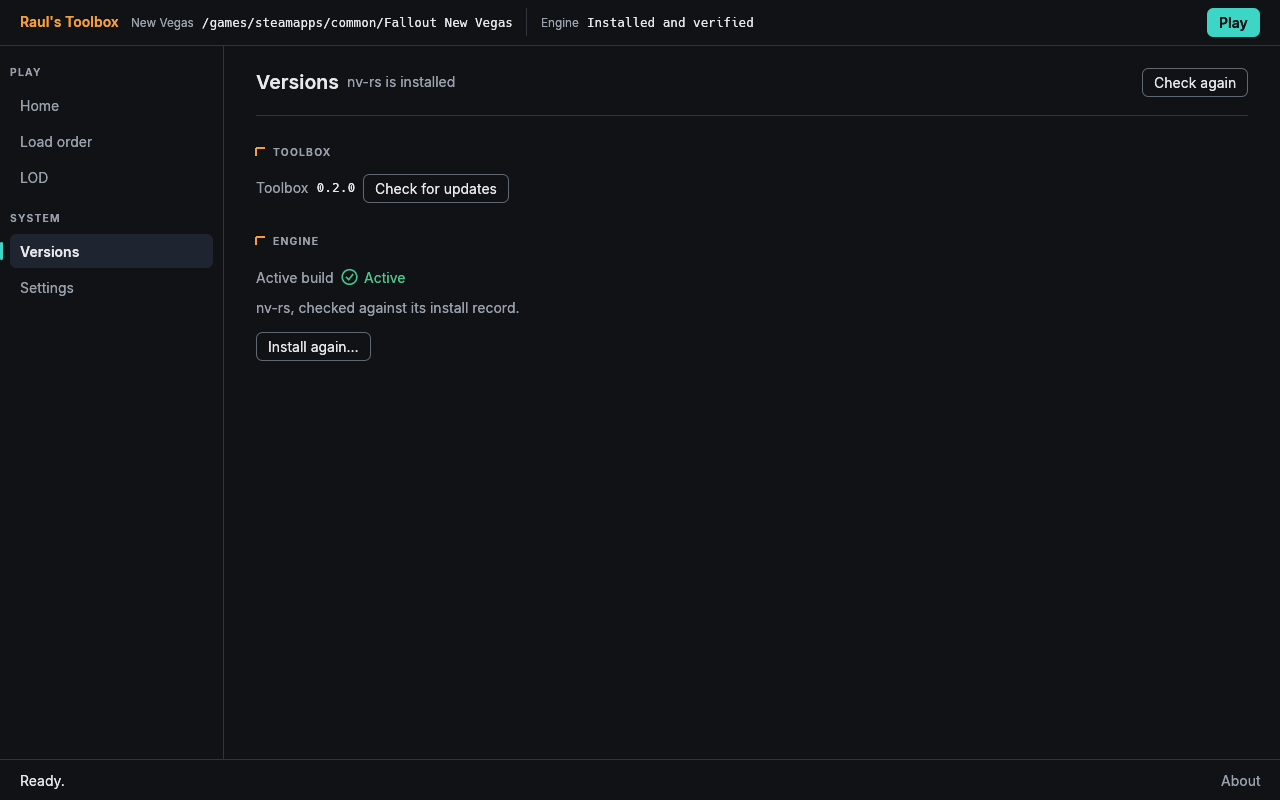 Raul's Toolbox New Vegas /games/steamapps/common/Fallout New Vegas Engine Installed and verified Play
PLAY
Home
Load order
LOD
SYSTEM
Versions
Settings
Versions nv-rs is installed Check again
TOOLBOX
Toolbox 0.2.0 Check for updates
ENGINE
Active build Active
nv-rs, checked against its install record.
Install again...
Ready. About